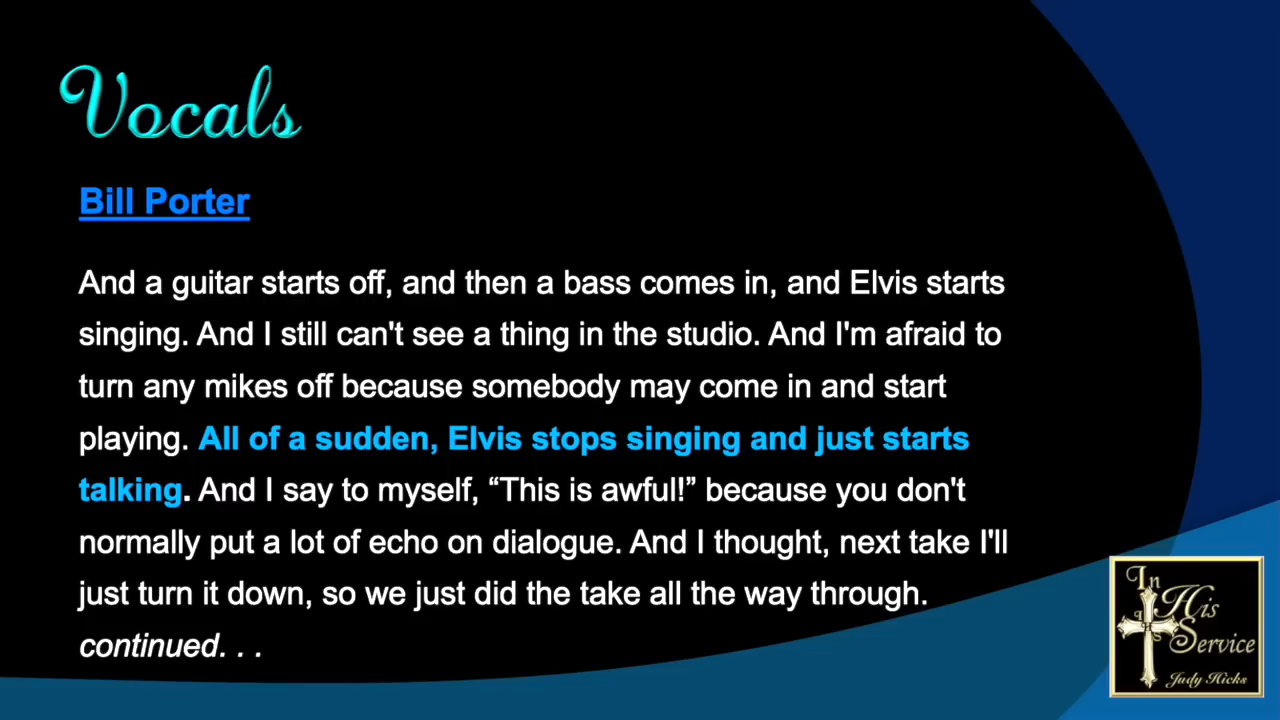 Vocals
Bill Porter
And a guitar starts off, and then a bass comes in, and Elvis starts
singing. And I still can't see a thing in the studio. And I'm afraid to
turn any mikes off because somebody may come in and start
playing. All of a sudden, Elvis stops singing and just starts
talking. And I say to myself, “This is awful!” because you don't
normally put a lot of echo on dialogue. And I thought, next take I'll
just turn it down, so we just did the take all the way through.
continued. . .
In
His
Service
Judy Hicks